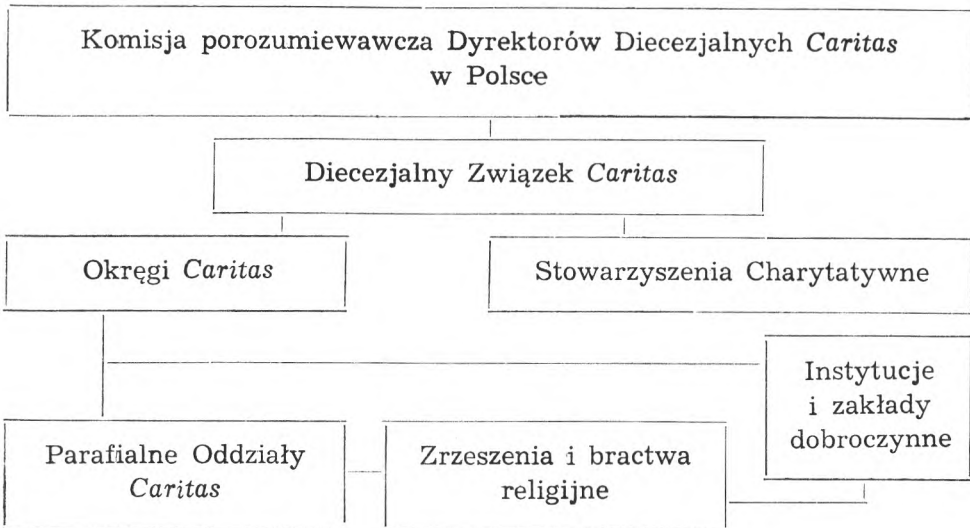 Komisja porozumiewawcza Dyrektorów Diecezjalnych Caritas
w Polsce
Diecezjalny Związek Caritas
Okręgi Caritas
Stowarzyszenia Charytatywne
Instytucje
i zakłady
dobroczynne
Parafialne Oddziały
Caritas
Zrzeszenia i bractwa
religijne